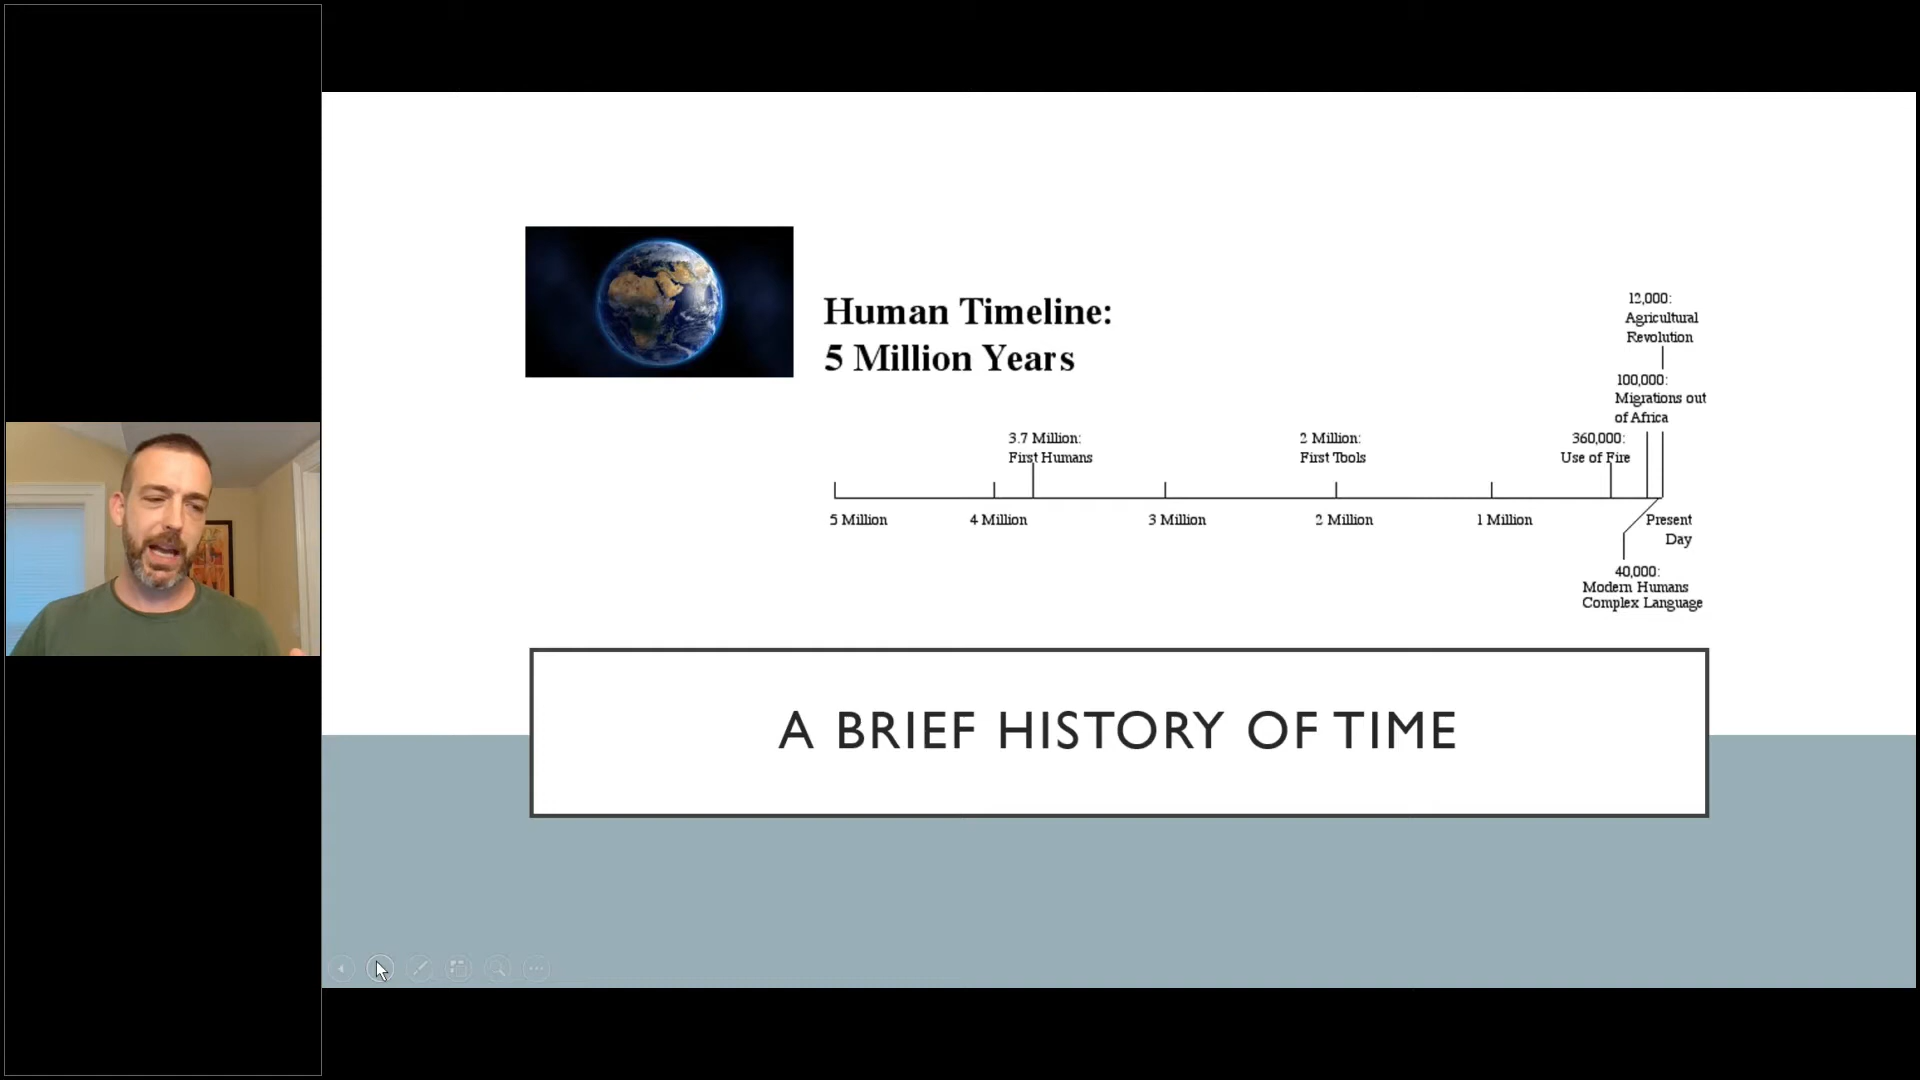 Human Timeline:
5 Million Years
12,000:
Agricultural
Revolution
100,000:
Migrations out
of Africa
3.7 Million:
First Humans
2 Million:
First Tools
360,000:
Use of Fire
5 Million
4 Million
3 Million
2 Million
1 Million
Present
Day
40,000:
Modern Humans
Complex Language
A BRIEF HISTORY OF TIME